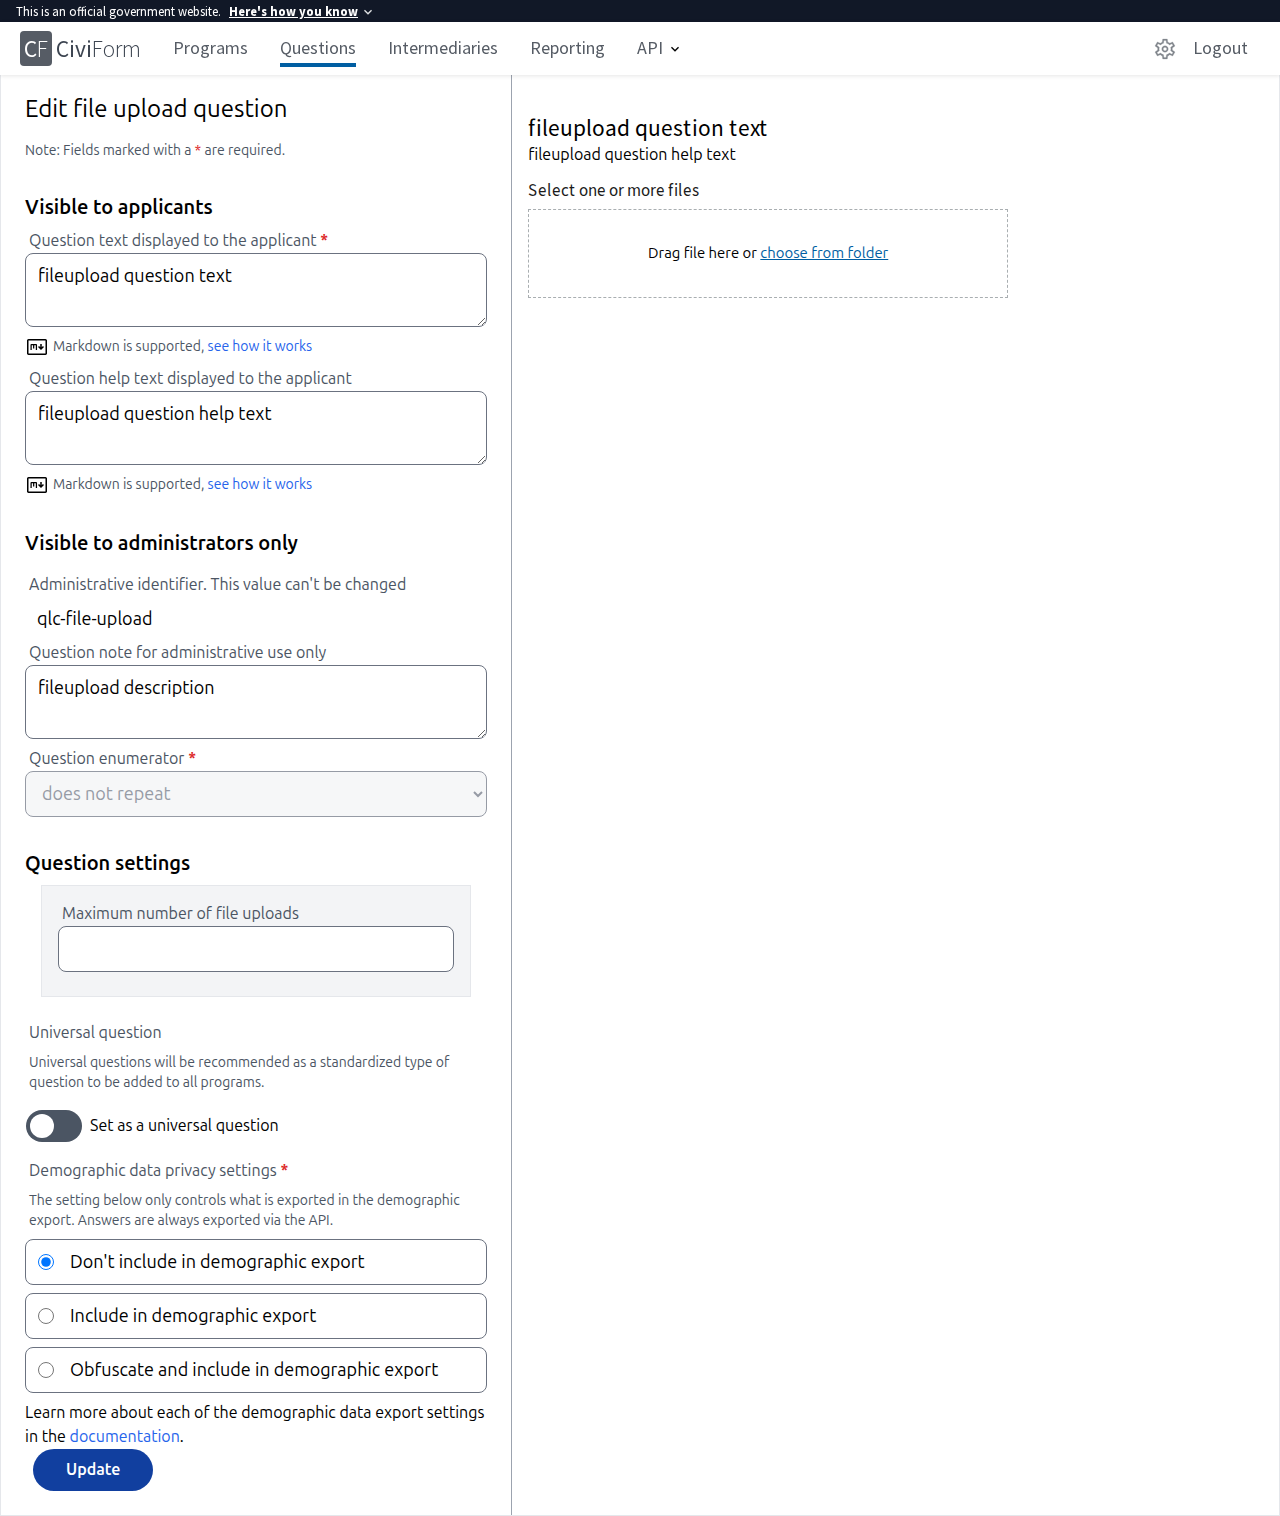 This is an official government website. Here's how you know
CF CiviForm Programs Questions Intermediaries Reporting API Logout
Edit file upload question
Note: Fields marked with a * are required.
Visible to applicants
Question text displayed to the applicant *
fileupload question text
Markdown is supported, see how it works
Question help text displayed to the applicant
fileupload question help text
Markdown is supported, see how it works
Visible to administrators only
Administrative identifier. This value can't be changed
qlc-file-upload
Question note for administrative use only
fileupload description
Question enumerator *
does not repeat
Question settings
Maximum number of file uploads
Universal question
Universal questions will be recommended as a standardized type of
question to be added to all programs.
Set as a universal question
Demographic data privacy settings *
The setting below only controls what is exported in the demographic
export. Answers are always exported via the API.
Don't include in demographic export
Include in demographic export
Obfuscate and include in demographic export
Learn more about each of the demographic data export settings
in the documentation.
Update
fileupload question text
fileupload question help text
Select one or more files
Drag file here or choose from folder